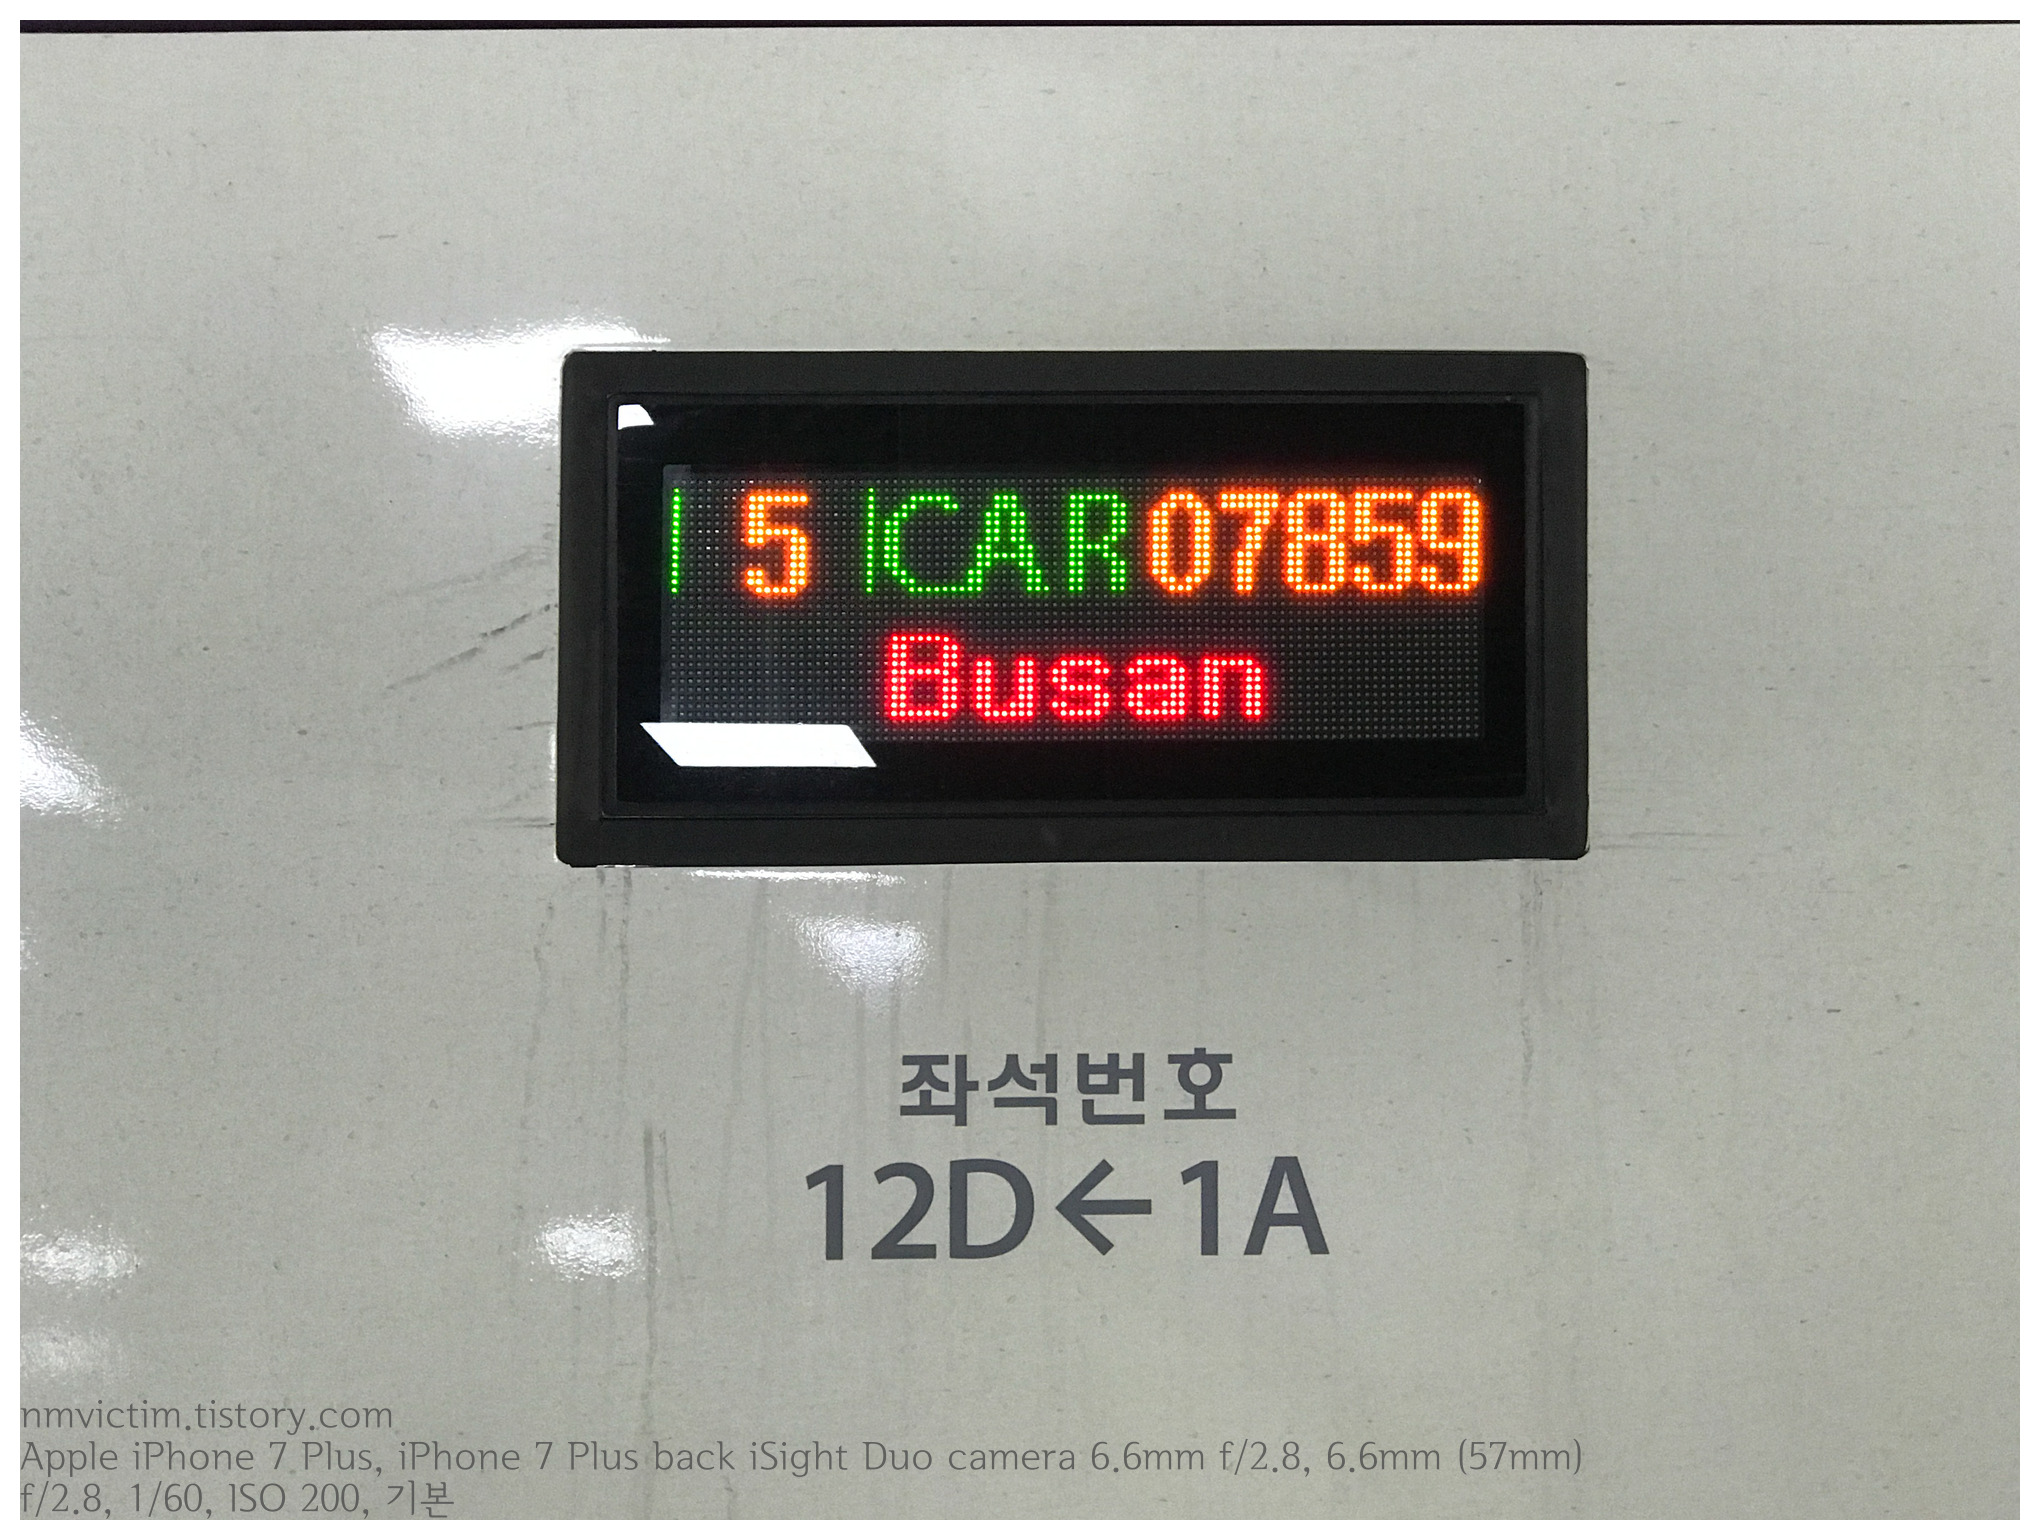 | 5 |CAR 07859
Busan
좌석번호
12D←1A
nmvictim.tistory.com
Apple iPhone 7 Plus, iPhone 7 Plus back iSight Duo camera 6.6mm f/2.8, 6.6mm (57mm)
f/2.8, 1/60, ISO 200, 기본